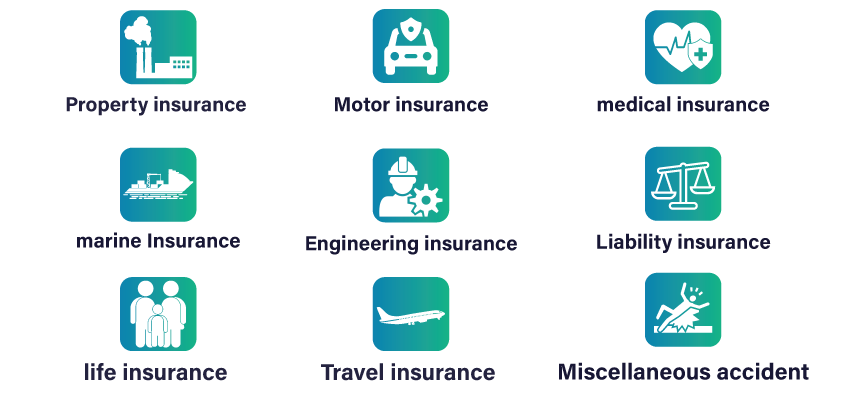 Property insurance
Motor insurance
medical insurance
marine Insurance
Engineering insurance
Liability insurance
life insurance
Travel insurance
Miscellaneous accident